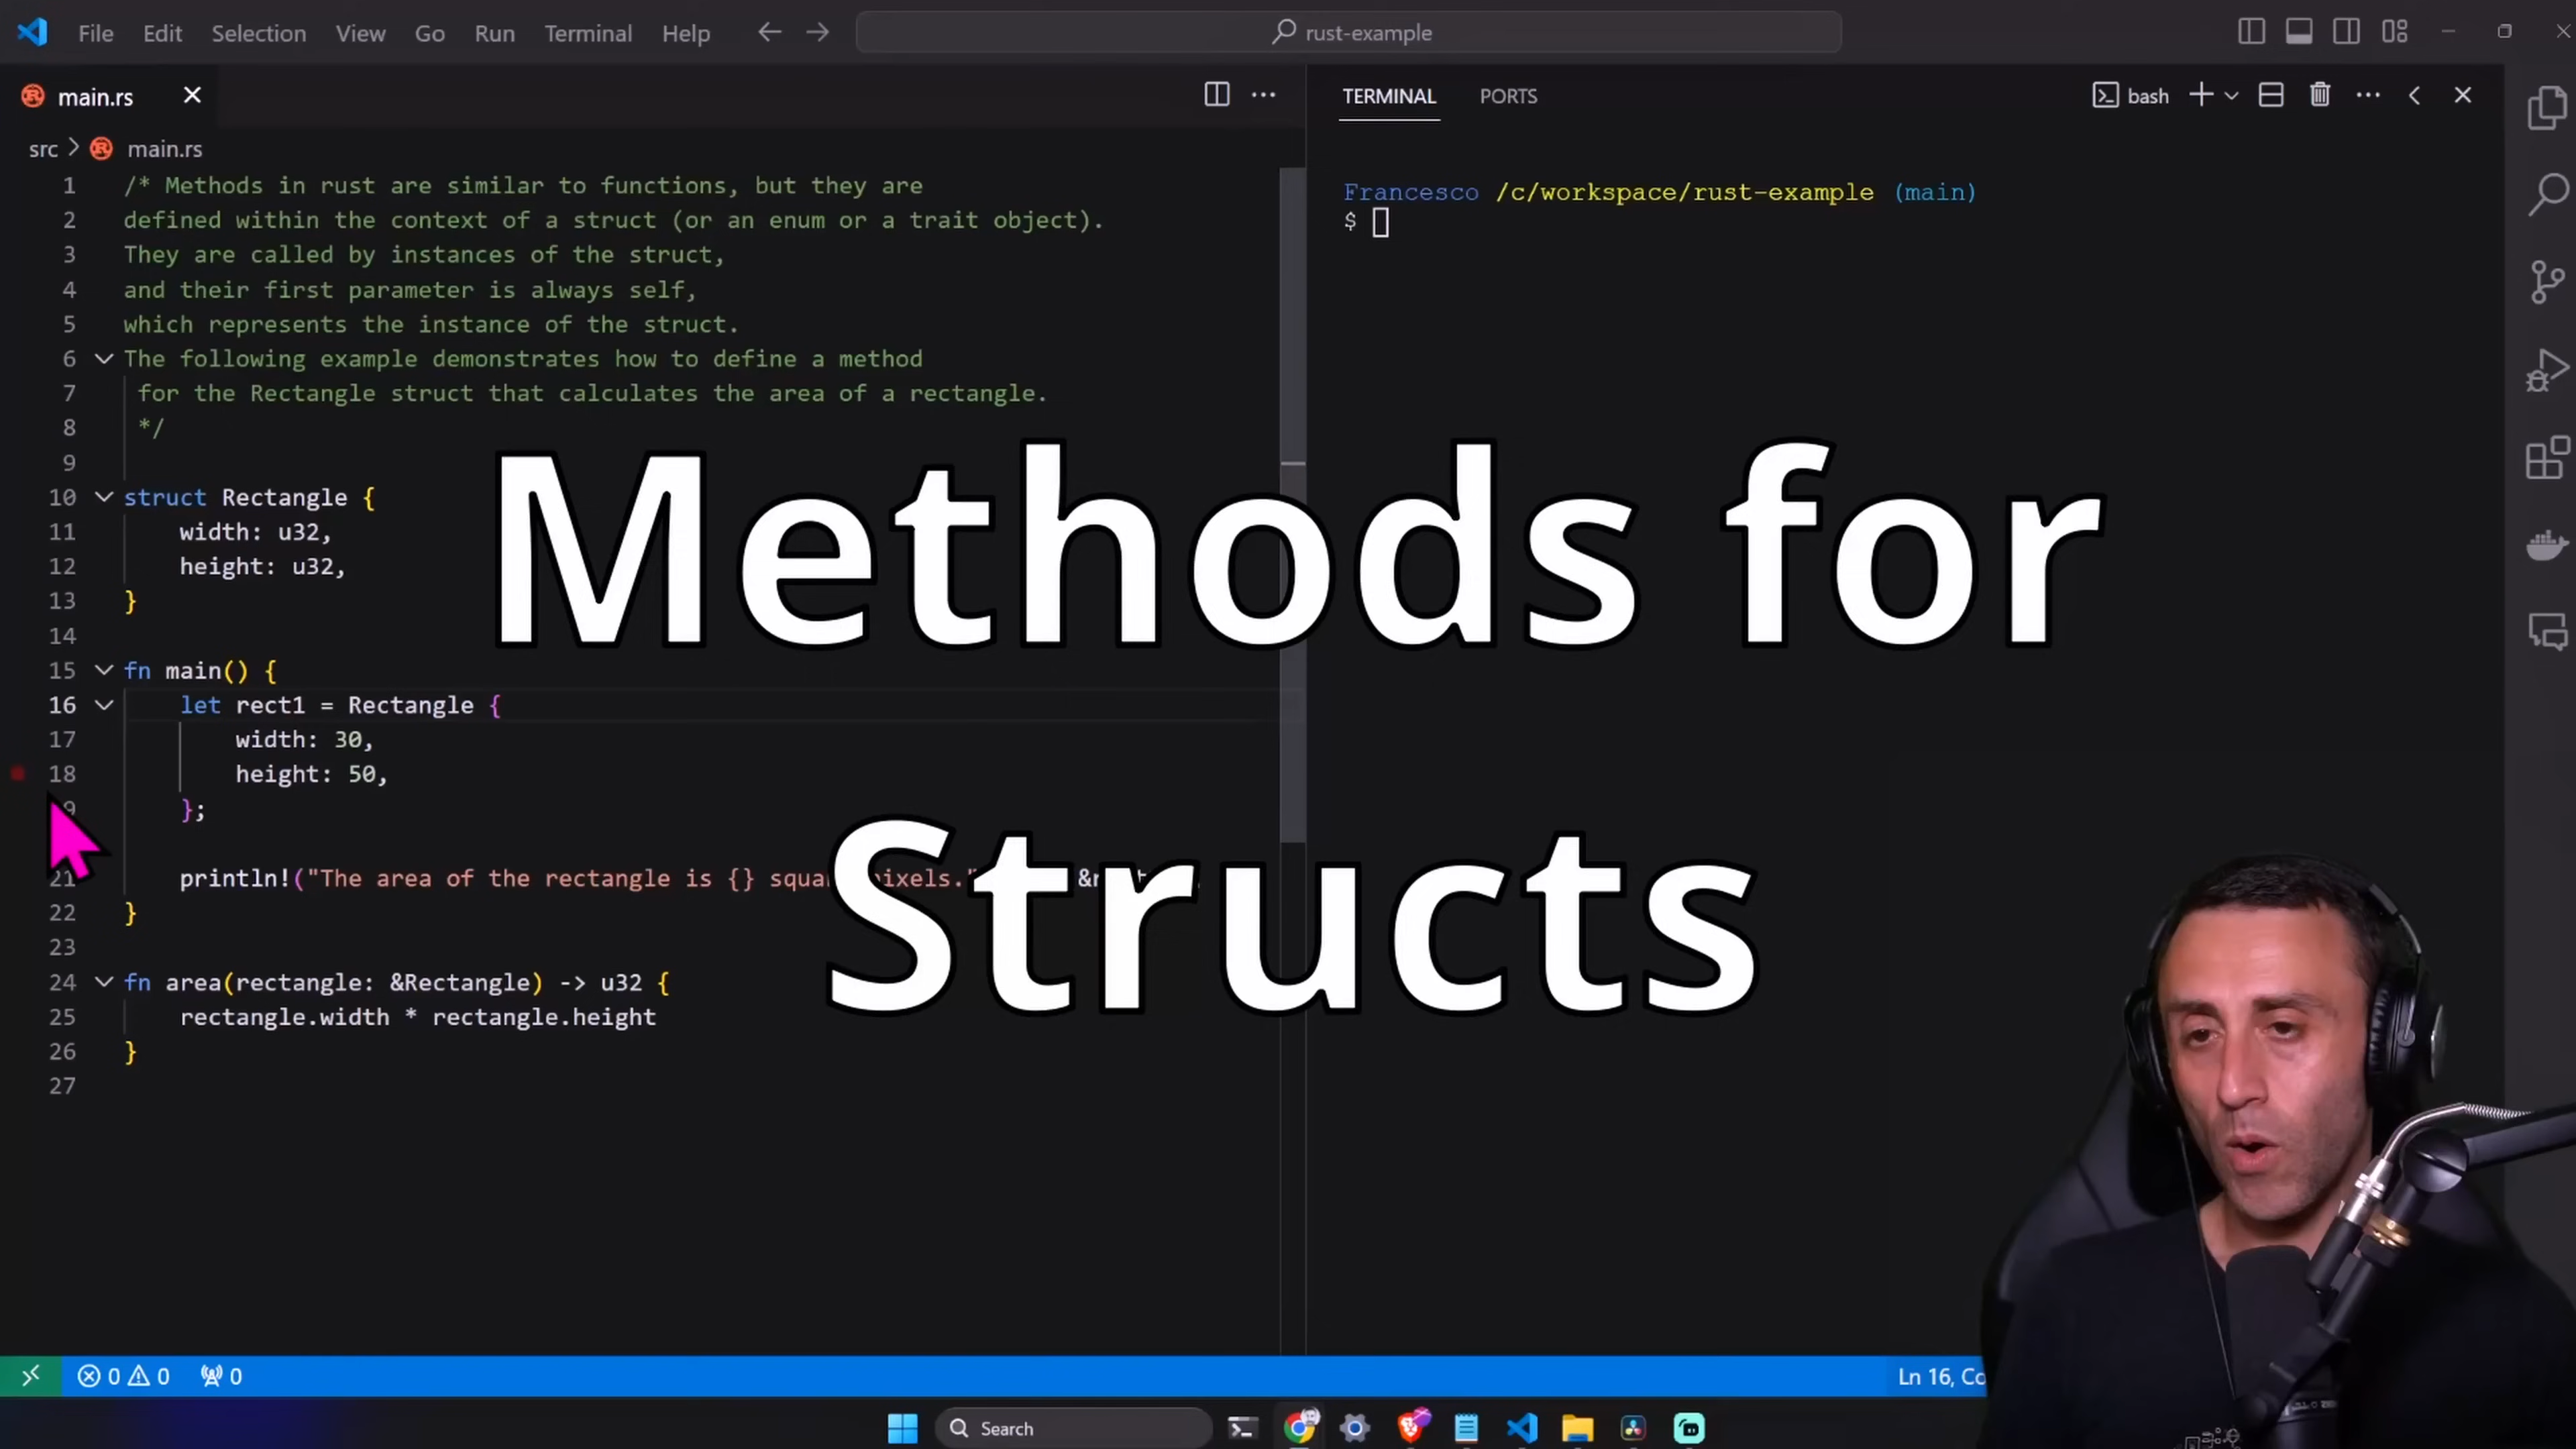 File Edit Selection View Go Run Terminal Help
rust-example
main.rs
TERMINAL PORTS
bash
src > main.rs
1 /* Methods in rust are similar to functions, but they are
2 defined within the context of a struct (or an enum or a trait object).
3 They are called by instances of the struct,
4 and their first parameter is always self,
5 which represents the instance of the struct.
6 The following example demonstrates how to define a method
7 for the Rectangle struct that calculates the area of a rectangle.
8 */
9
10 struct Rectangle {
11 width: u32,
12 height: u32,
13 }
14
15 fn main() {
16 let rect1 = Rectangle {
17 width: 30,
18 height: 50,
9 };
21 println!("The area of the rectangle is {} squa
22 }
23
24 fn area(rectangle: &Rectangle) -> u32 {
25 rectangle.width * rectangle.height
26 }
27
Francesco /c/workspace/rust-example (main)
$
Methods for
Structs
0 0 0
Ln 16, Co
Search